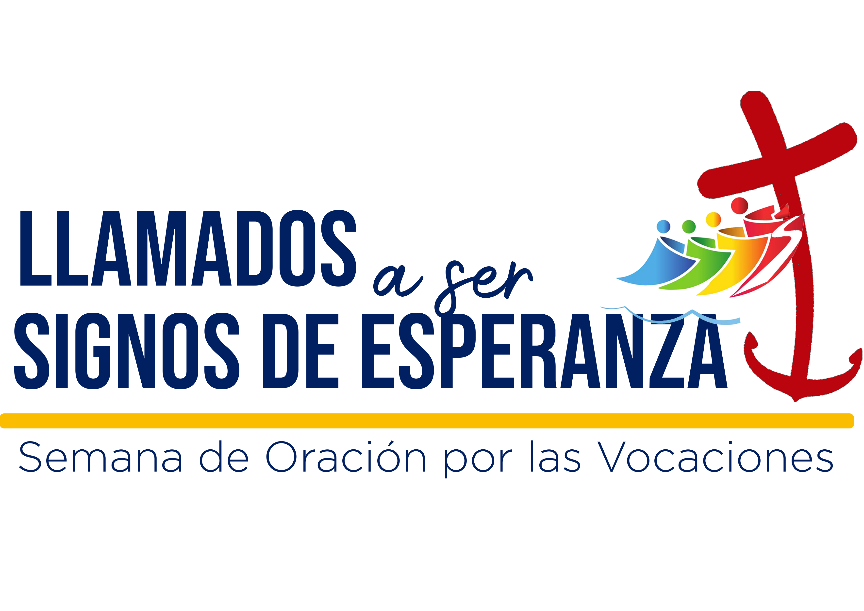 LLAMADOS a ser
SIGNOS DE ESPERANZA
Semana de Oración por las Vocaciones